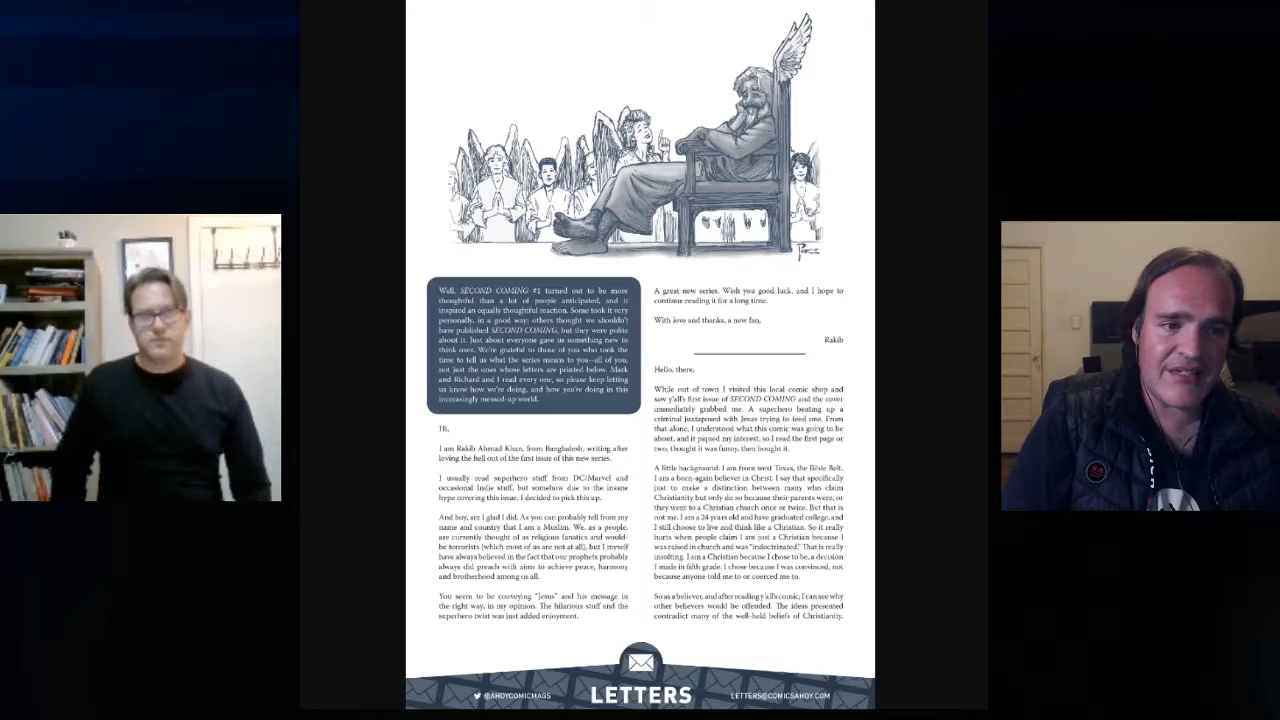 Well, SECOND COMING #1 turned out to be more
thoughtful than a lot of people anticipated, and it
inspired an equally thoughtful reaction. Some took it very
personally, in a good way; others thought we shouldn't
have published SECOND COMING, but they were polite
about it. Just about everyone gave us something new to
think over. We're grateful to those of you who took the
time to tell us what the series means to you—all of you,
not just the ones whose letters are printed below. Mark
and Richard and I read every one, so please keep letting
us know how we're doing, and how you're doing in this
increasingly messed-up world.
Hi,
I am Rakib Ahmad Khan, from Bangladesh, writing after
loving the hell out of the first issue of this new series.
I usually read superhero stuff from DC/Marvel and
occasional Indie stuff, but somehow due to the insane
hype covering this issue, I decided to pick this up.
And boy, am I glad I did. As you can probably tell from my
name and country that I am a Muslim. We, as a people,
are currently thought of as religious fanatics and would-
be terrorists (which most of us are not at all), but I myself
have always believed in the fact that our prophets probably
always did preach with aims to achieve peace, harmony
and brotherhood among us all.
You seem to be conveying "Jesus" and his message in
the right way, in my opinion. The hilarious stuff and the
superhero twist was just added enjoyment.
A great new series. Wish you good luck, and I hope to
continue reading it for a long time.
With love and thanks, a new fan,
Rakib
Hello, there,
While out of town I visited this local comic shop and
saw y'all's first issue of SECOND COMING and the cover
immediately grabbed me. A superhero beating up a
criminal juxtaposed with Jesus trying to feed one. From
that alone, I understood what this comic was going to be
about, and it piqued my interest, so I read the first page or
two, thought it was funny, then bought it.
A little background: I am from west Texas, the Bible Belt,
I am a born-again believer in Christ. I say that specifically
just to make a distinction between many who claim
Christianity but only do so because their parents were, or
they went to a Christian church once or twice. But that is
not me. I am a 24 years old and have graduated college, and
I still choose to live and think like a Christian. So it really
hurts when people claim I am just a Christian because I
was raised in church and was "indoctrinated." That is really
insulting. I am a Christian because I chose to be, a decision
I made in fifth grade. I chose because I was convinced, not
because anyone told me to or coerced me to.
So as a believer, and after reading y'all's comic, I can see why
other believers would be offended. The ideas presented
contradict many of the well-held beliefs of Christianity,
@AHOYCOMICMAGS
LETTERS
LETTERS@COMICSAHOY.COM